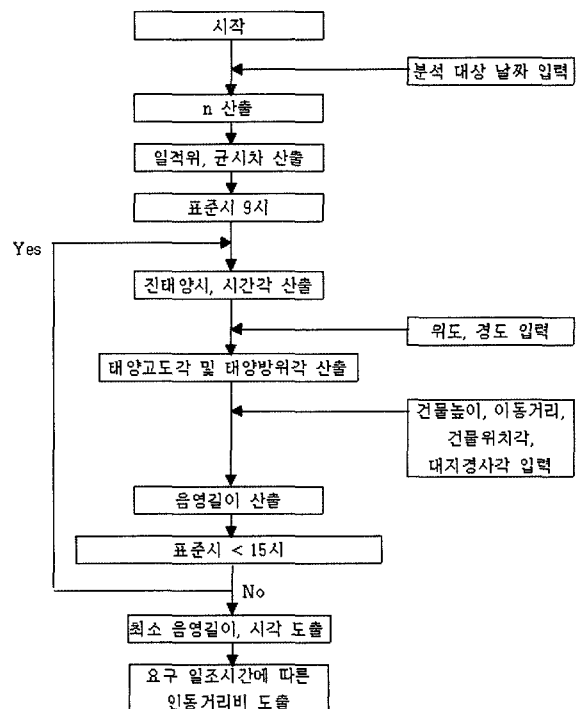 시작
분석 대상 날짜 입력
n 산출
일적위, 균시차 산출
표준시 9시
Yes
진태양시, 시간각 산출
위도, 경도 입력
태양고도각 및 태양방위각 산출
건물높이, 이동거리,
건물위치각,
대지경사각 입력
음영길이 산출
표준시 < 15시
No
최소 음영길이, 시각 도출
요구 일조시간에 따른
인동거리비 도출